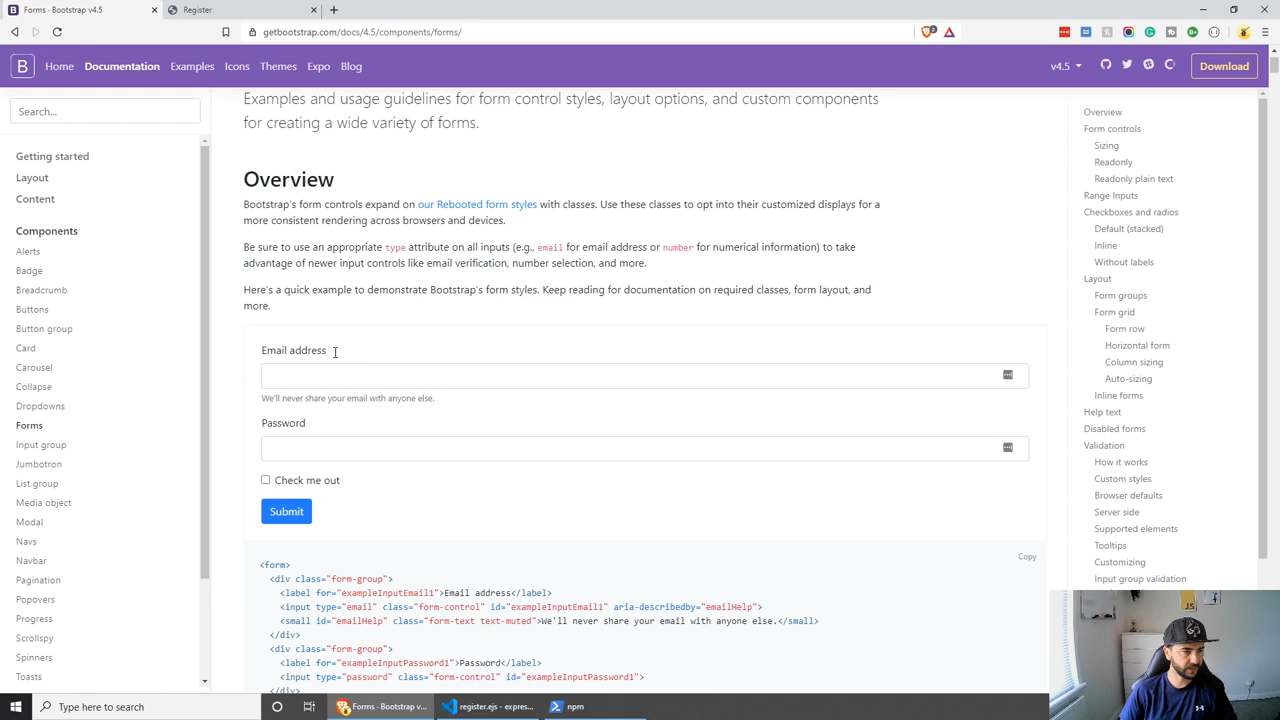 Forms · Bootstrap v4.5
Register
getbootstrap.com/docs/4.5/components/forms/
B Home Documentation Examples Icons Themes Expo Blog v4.5 Download
Search...
Getting started
Layout
Content
Components
Alerts
Badge
Breadcrumb
Buttons
Button group
Card
Carousel
Collapse
Dropdowns
Forms
Input group
Jumbotron
List group
Media object
Modal
Navs
Navbar
Pagination
Popovers
Progress
Scrollspy
Spinners
Toasts
Examples and usage guidelines for form control styles, layout options, and custom components
for creating a wide variety of forms.
Overview
Bootstrap's form controls expand on our Rebooted form styles with classes. Use these classes to opt into their customized displays for a
more consistent rendering across browsers and devices.
Be sure to use an appropriate type attribute on all inputs (e.g., email for email address or number for numerical information) to take
advantage of newer input controls like email verification, number selection, and more.
Here's a quick example to demonstrate Bootstrap's form styles. Keep reading for documentation on required classes, form layout, and
more.
Email address
We'll never share your email with anyone else.
Password
Check me out
Submit
Copy
<form>
<div class="form-group">
<label for="exampleInputEmail1">Email address</label>
<input type="email" class="form-control" id="exampleInputEmail1" aria-describedby="emailHelp">
<small id="emailHelp" class="form-text text-muted">We'll never share your email with anyone else.</small>
</div>
<div class="form-group">
<label for="exampleInputPassword1">Password</label>
<input type="password" class="form-control" id="exampleInputPassword1">
</div>
Overview
Form controls
Sizing
Readonly
Readonly plain text
Range Inputs
Checkboxes and radios
Default (stacked)
Inline
Without labels
Layout
Form groups
Form grid
Form row
Horizontal form
Column sizing
Auto-sizing
Inline forms
Help text
Disabled forms
Validation
How it works
Custom styles
Browser defaults
Server side
Supported elements
Tooltips
Customizing
Input group validation
JS
Type here to search
Forms · Bootstrap v...
register.ejs - expres...
npm